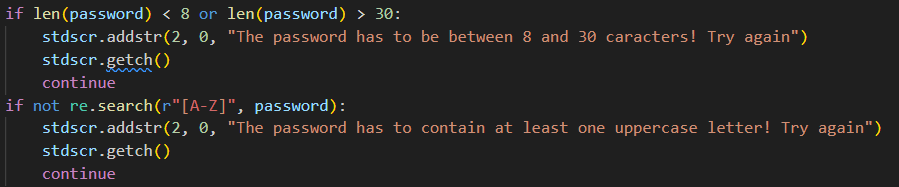 if len(password) < 8 or len(password) > 30:
    stdscr.addstr(2, 0, "The password has to be between 8 and 30 caracters! Try again")
    stdscr.getch()
    continue
if not re.search(r"[A-Z]", password):
    stdscr.addstr(2, 0, "The password has to contain at least one uppercase letter! Try again")
    stdscr.getch()
    continue